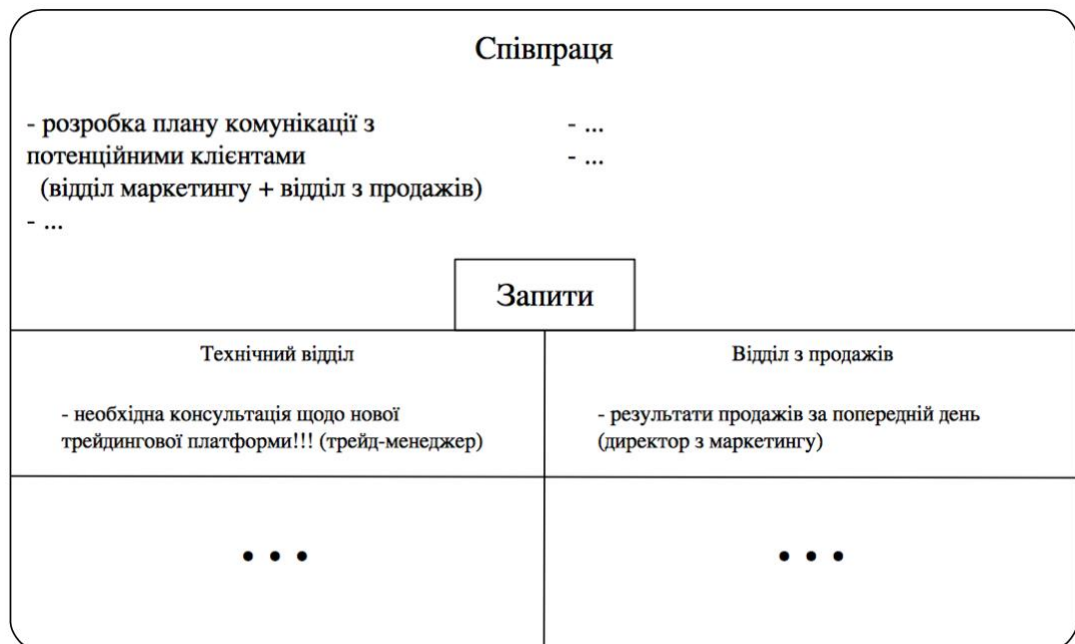 Співпраця
- розробка плану комунікації з
потенційними клієнтами
(відділ маркетингу + відділ з продажів)
- ...
- ...
- ...
Запити
Технічний відділ
- необхідна консультація щодо нової
трейдингової платформи!!! (трейд-менеджер)
Відділ з продажів
- результати продажів за попередній день
(директор з маркетингу)
• • •
• • •